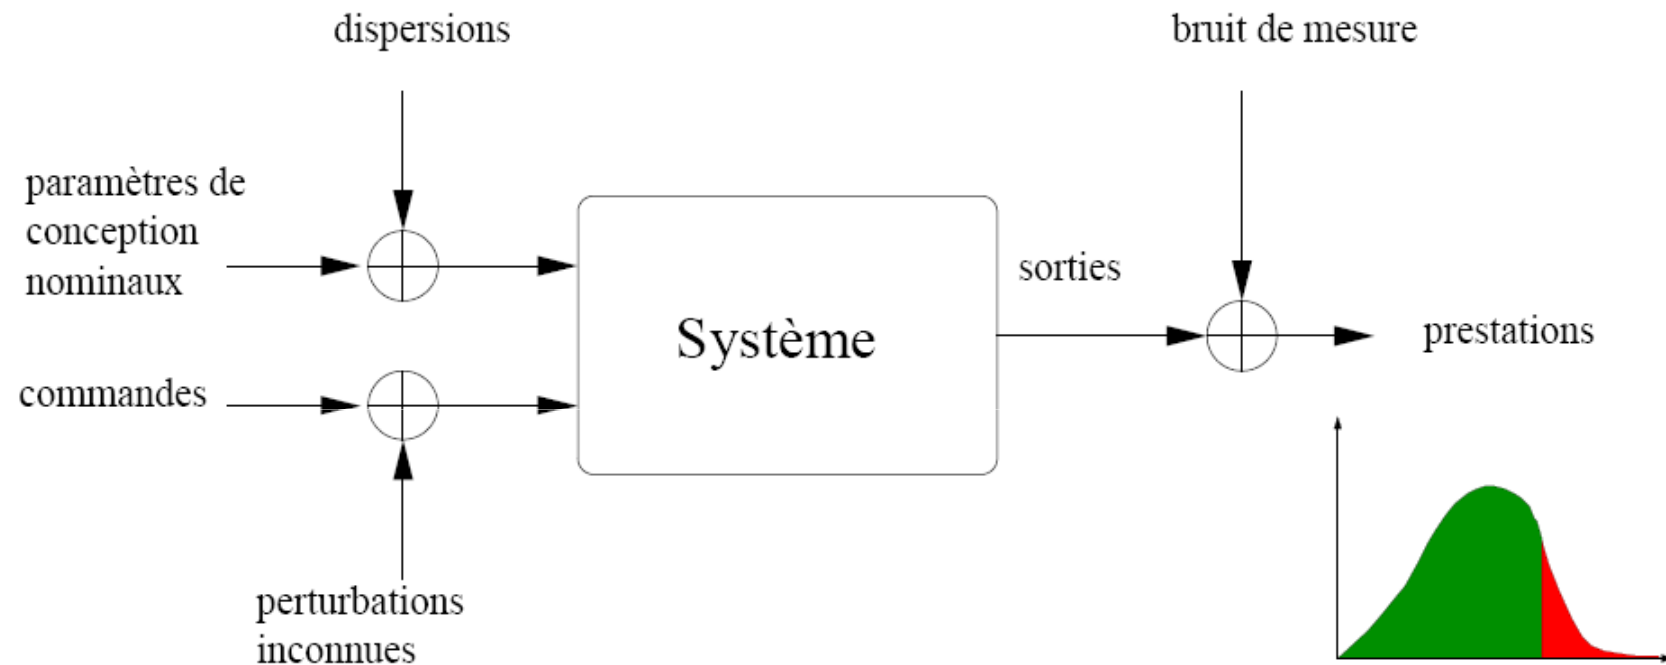 dispersions
bruit de mesure
paramètres de
conception
nominaux
sorties
Système
prestations
commandes
perturbations
inconnues